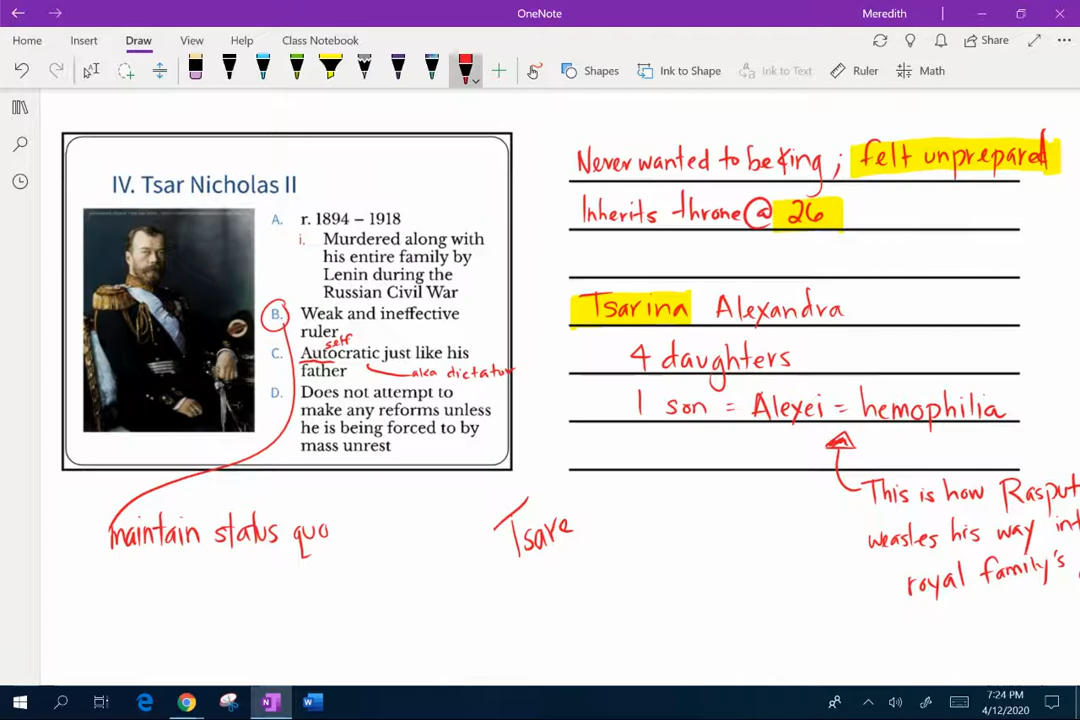 OneNote
Meredith
Home Insert Draw View Help Class Notebook
Share
Shapes Ink to Shape Ink to Text Ruler Math
IV. Tsar Nicholas II
A. r. 1894 – 1918
i. Murdered along with
his entire family by
Lenin during the
Russian Civil War
B. Weak and ineffective
ruler
self
C. Autocratic just like his
father
aka dictator
D. Does not attempt to
make any reforms unless
he is being forced to by
mass unrest
maintain status quo
Never wanted to be King ; felt unprepared
Inherits throne @ 26
Tsarina Alexandra
4 daughters
1 son = Alexei = hemophilia
This is how Rasput
weasles his way int
royal family's
Tsare
7:24 PM
4/12/2020